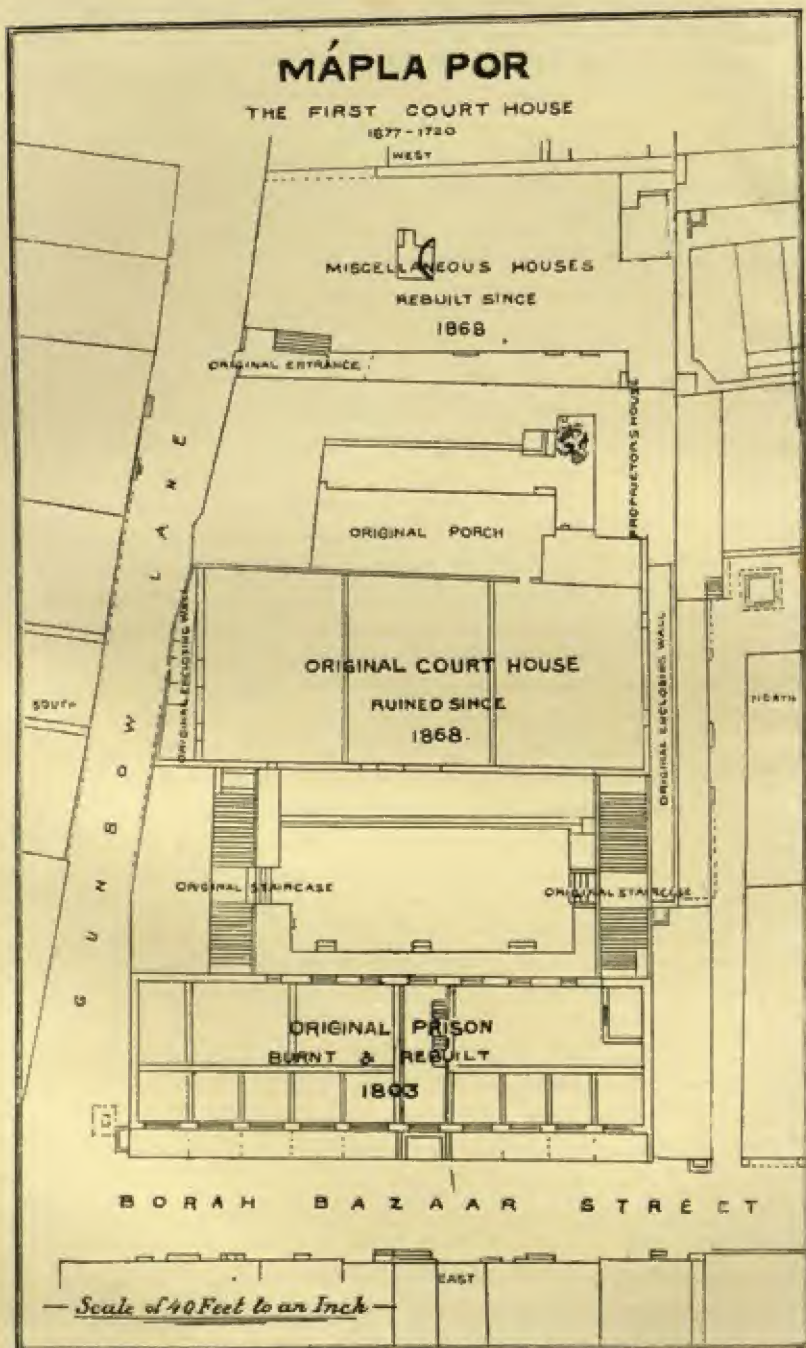 MÁPLA POR
THE FIRST COURT HOUSE
1677-1720
WEST
MISCELLANEOUS HOUSES
REBUILT SINCE
1868
ORIGINAL ENTRANCE
PROPRIETORS HOUSE
GUNBOW LANE
ORIGINAL PORCH
ORIGINAL ENCLOSING WALL
ORIGINAL COURT HOUSE
RUINED SINCE
1868.
ORIGINAL ENCLOSING WALL
SOUTH
NORTH
ORIGINAL STAIRCASE
ORIGINAL STAIRCASE
ORIGINAL PRISON
BURNT & REBUILT
1803
BORAH BAZAAR STREET
EAST
Scale of 40 Feet to an Inch